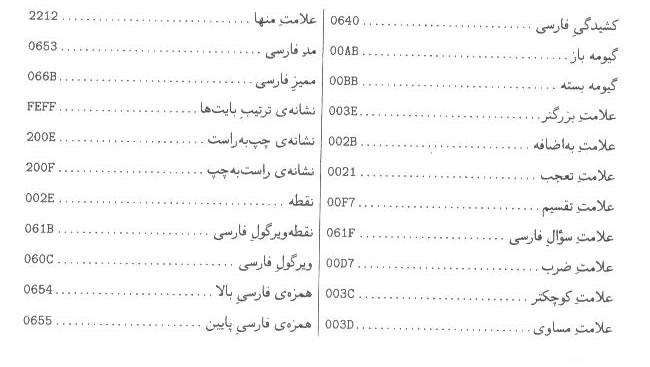 کشیدگیِ فارسی ........................ 0640
گیومه باز ........................ 00AB
گیومه بسته ........................ 00BB
علامتِ بزرگتر ........................ 003E
علامتِ به‌اضافه ........................ 002B
علامتِ تعجب ........................ 0021
علامتِ تقسیم ........................ 00F7
علامتِ سؤالِ فارسی ........................ 061F
علامتِ ضرب ........................ 00D7
علامتِ کوچکتر ........................ 003C
علامتِ مساوی ........................ 003D
علامتِ منها ........................ 2212
مدِ فارسی ........................ 0653
ممیزِ فارسی ........................ 066B
نشانه‌ی ترتیبِ بایت‌ها ........................ FEFF
نشانه‌ی چپ‌به‌راست ........................ 200E
نشانه‌ی راست‌به‌چپ ........................ 200F
نقطه ........................ 002E
نقطه‌ویرگولِ فارسی ........................ 061B
ویرگولِ فارسی ........................ 060C
همزه‌ی فارسیِ بالا ........................ 0654
همزه‌ی فارسیِ پایین ........................ 0655